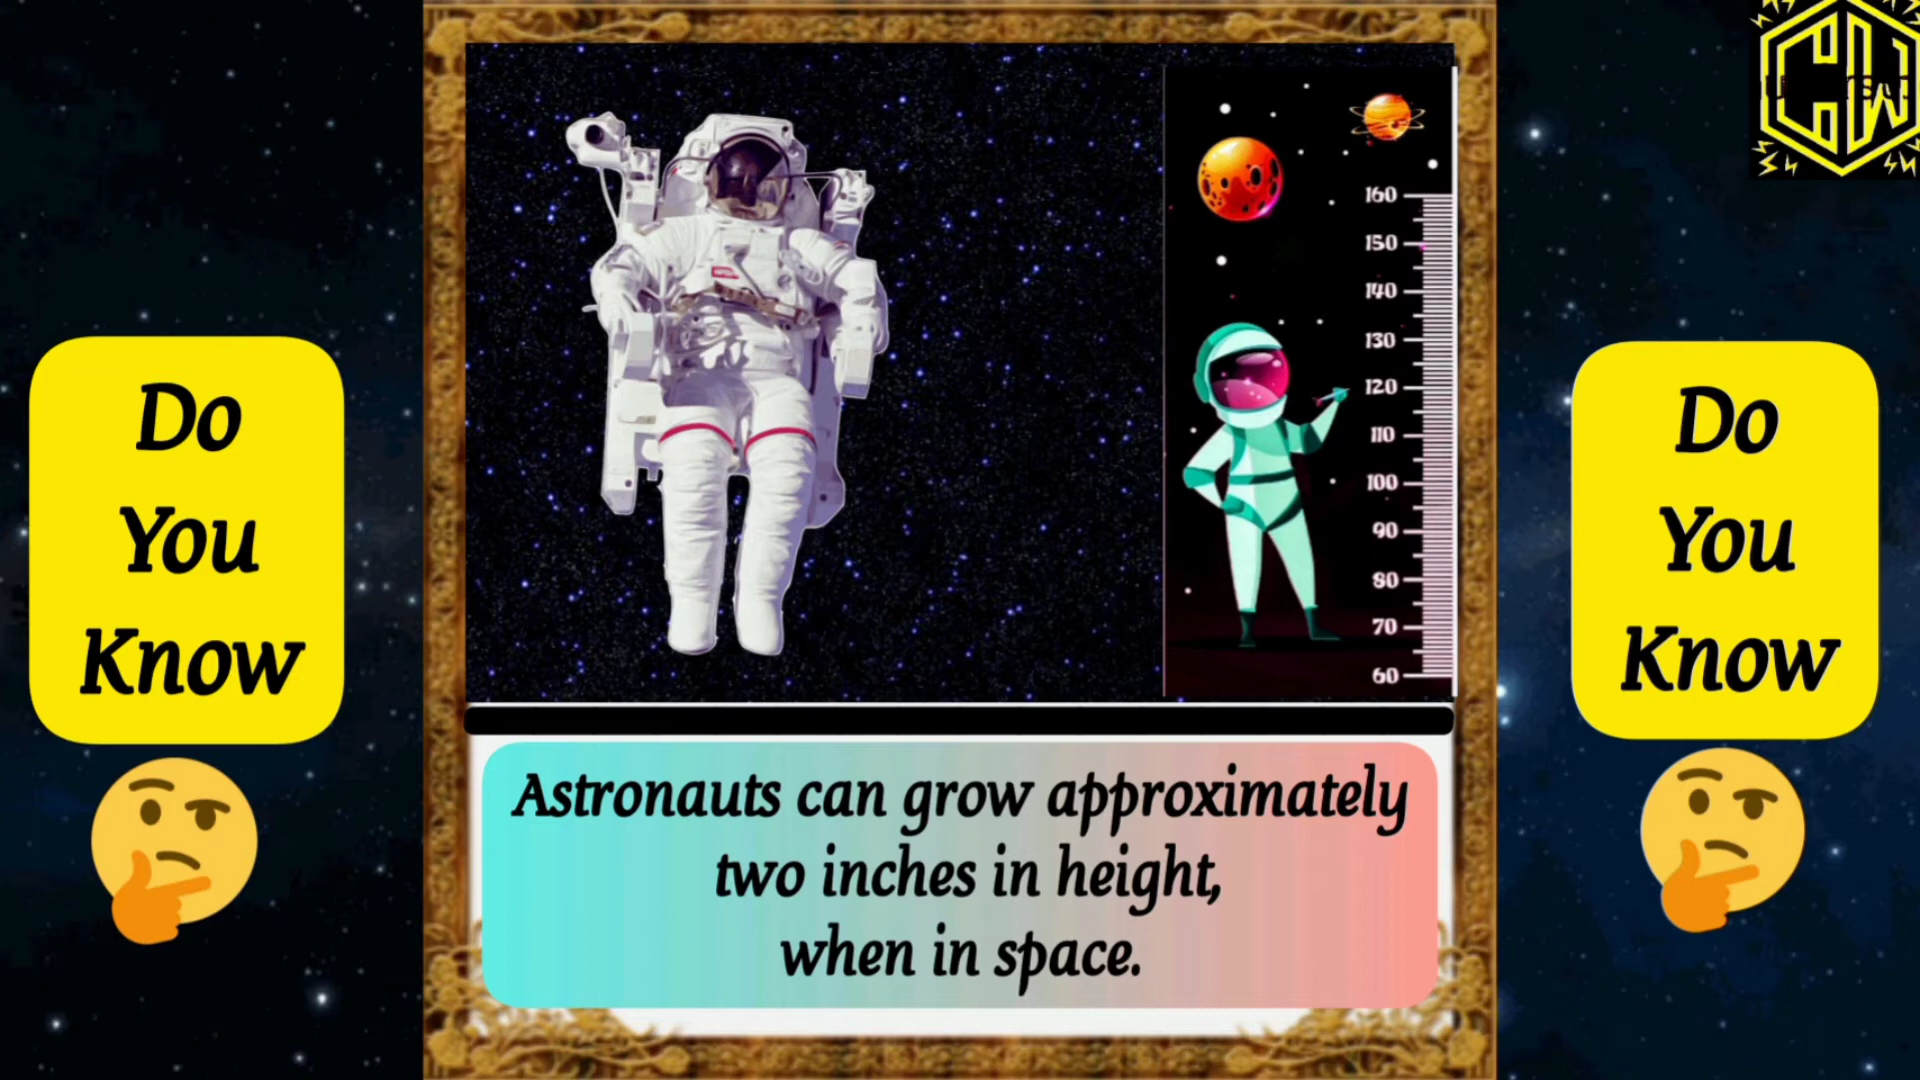 Do
You
Know
CW
160
150
140
130
120
110
100
90
80
70
60
Astronauts can grow approximately
two inches in height,
when in space.
Do
You
Know